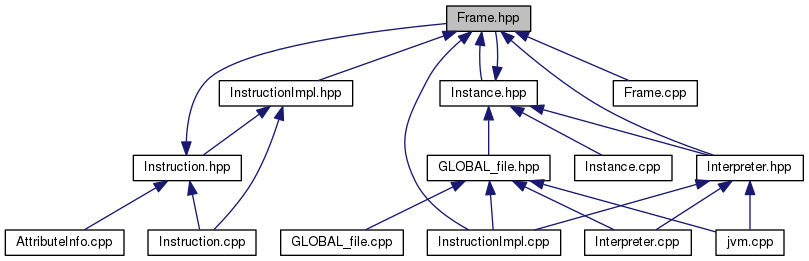 Frame.hpp
InstructionImpl.hpp
Instance.hpp
Frame.cpp
Instruction.hpp
GLOBAL_file.hpp
Instance.cpp
Interpreter.hpp
AttributeInfo.cpp
Instruction.cpp
GLOBAL_file.cpp
InstructionImpl.cpp
Interpreter.cpp
jvm.cpp